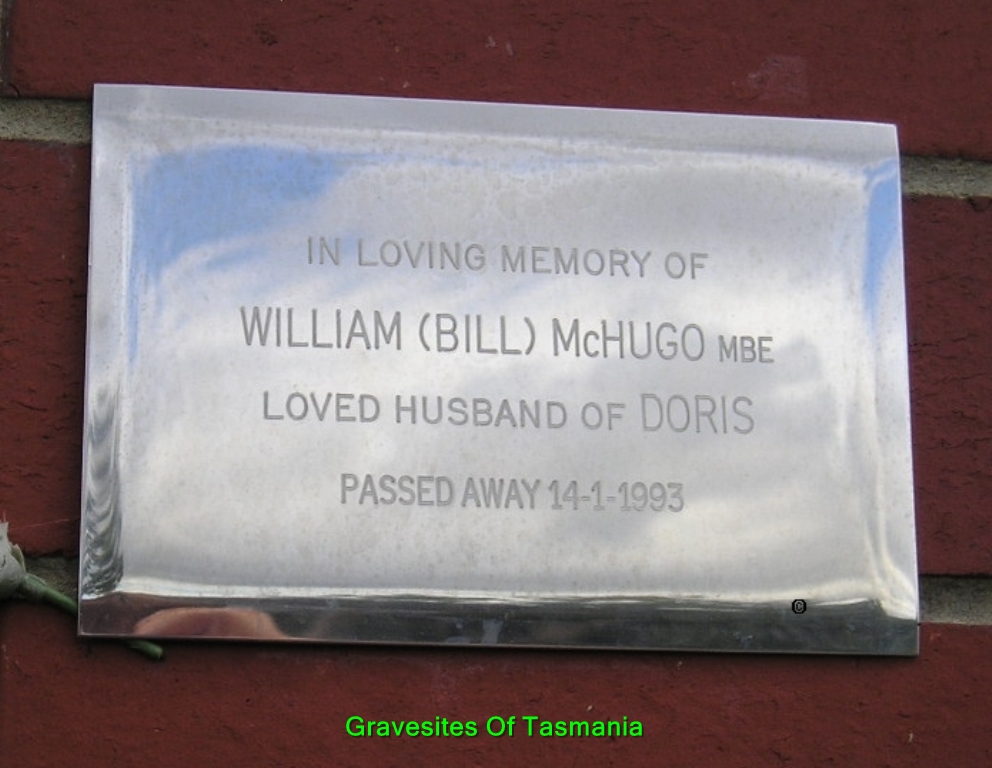 IN LOVING MEMORY OF
WILLIAM (BILL) McHUGO MBE
LOVED HUSBAND OF DORIS
PASSED AWAY 14-1-1993
©
Gravesites Of Tasmania